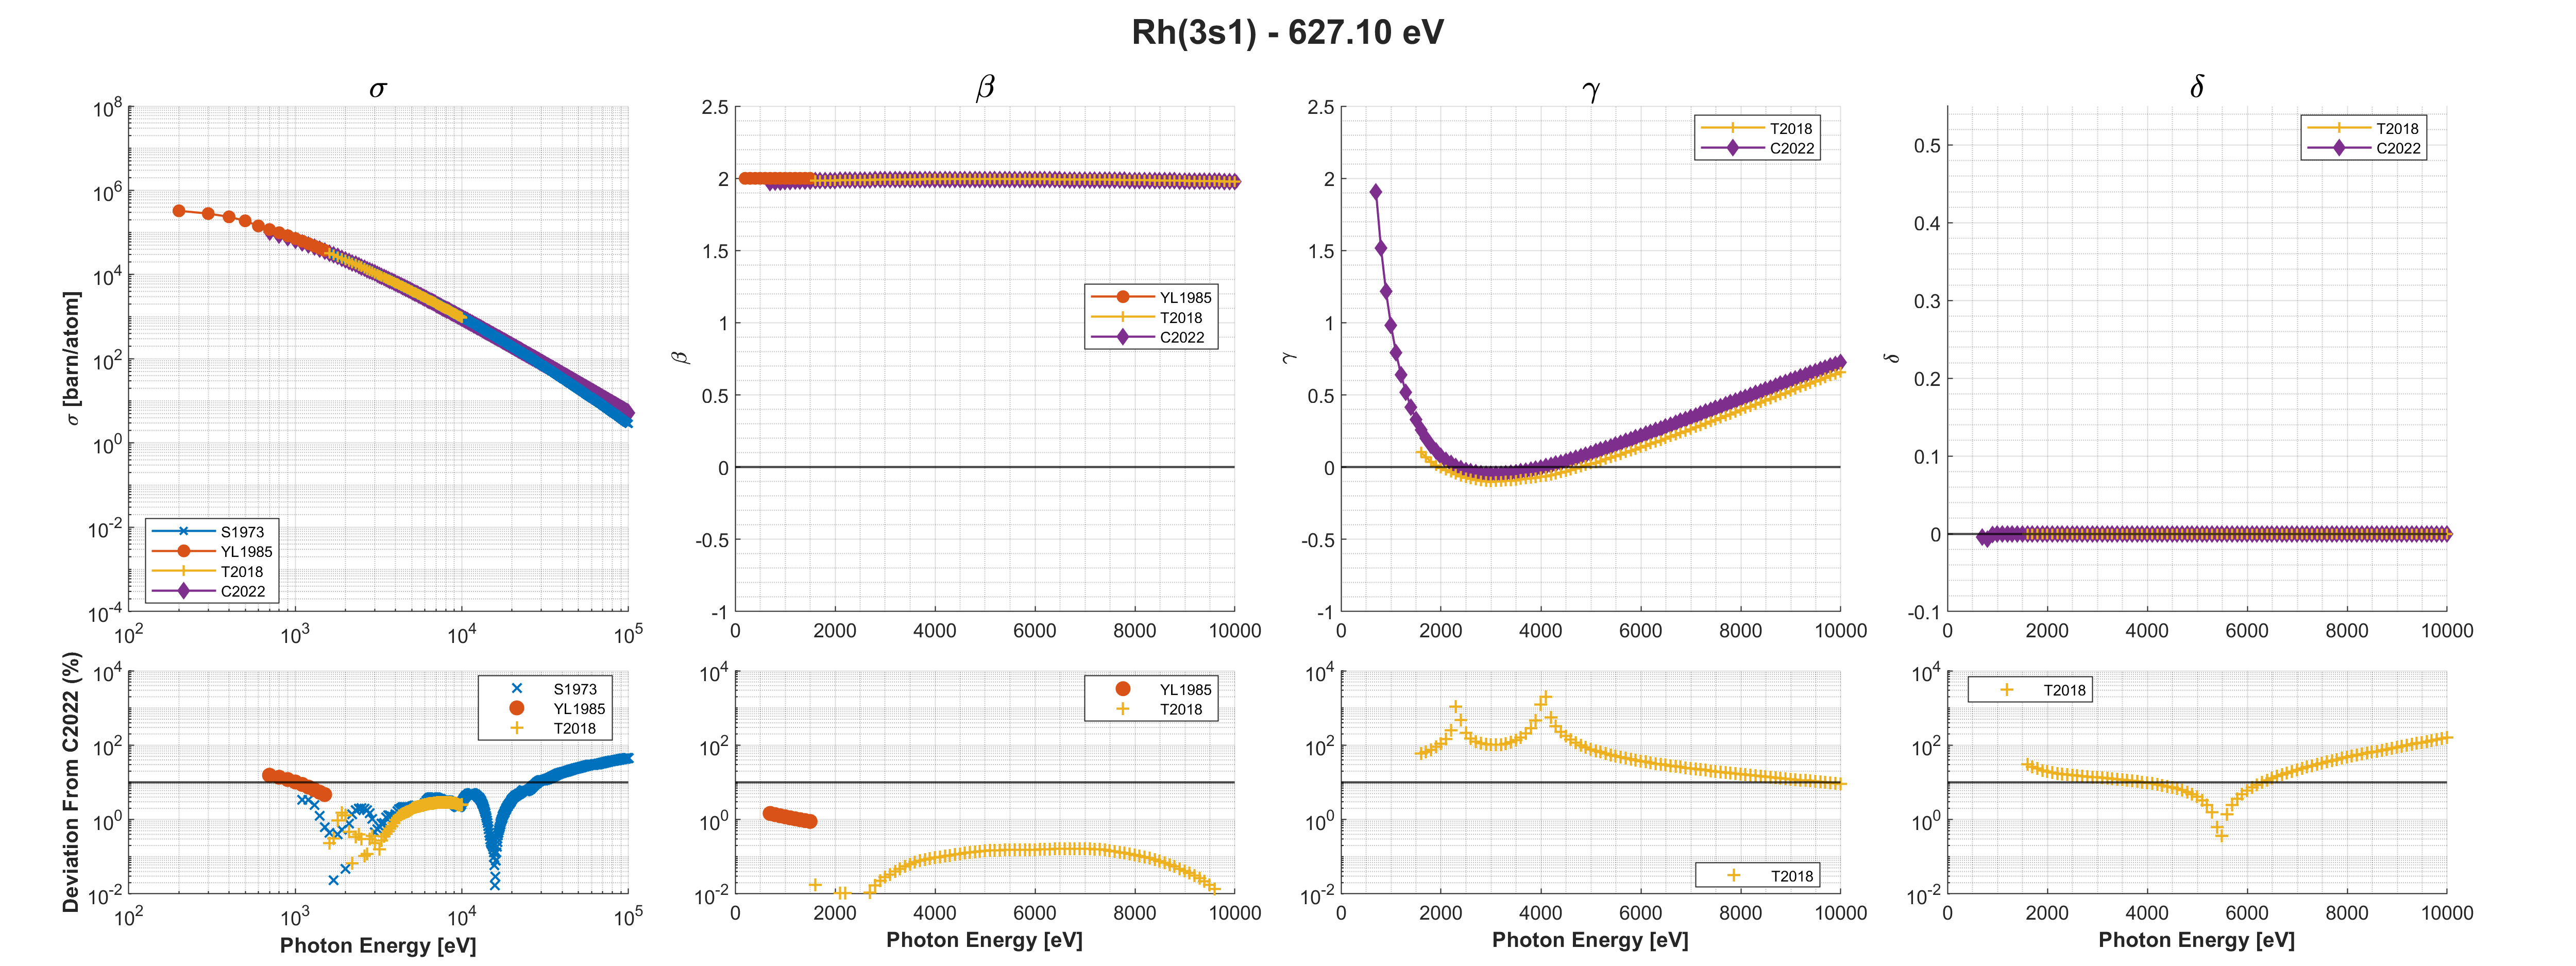 Rh(3s1) - 627.10 eV
σ
β
γ
δ
σ [barn/atom]
10^8
10^6
10^4
10^2
10^0
10^-2
10^-4
10^2
10^3
10^4
10^5
S1973
YL1985
T2018
C2022
β
2.5
2
1.5
1
0.5
0
-0.5
-1
0
2000
4000
6000
8000
10000
YL1985
T2018
C2022
γ
2.5
2
1.5
1
0.5
0
-0.5
-1
0
2000
4000
6000
8000
10000
T2018
C2022
δ
0.5
0.4
0.3
0.2
0.1
0
-0.1
0
2000
4000
6000
8000
10000
T2018
C2022
Deviation From C2022 (%)
10^4
10^2
10^0
10^-2
10^2
10^3
10^4
10^5
S1973
YL1985
T2018
Photon Energy [eV]
10^4
10^2
10^0
10^-2
0
2000
4000
6000
8000
10000
YL1985
T2018
Photon Energy [eV]
10^4
10^2
10^0
10^-2
0
2000
4000
6000
8000
10000
T2018
Photon Energy [eV]
10^4
10^2
10^0
10^-2
0
2000
4000
6000
8000
10000
T2018
Photon Energy [eV]